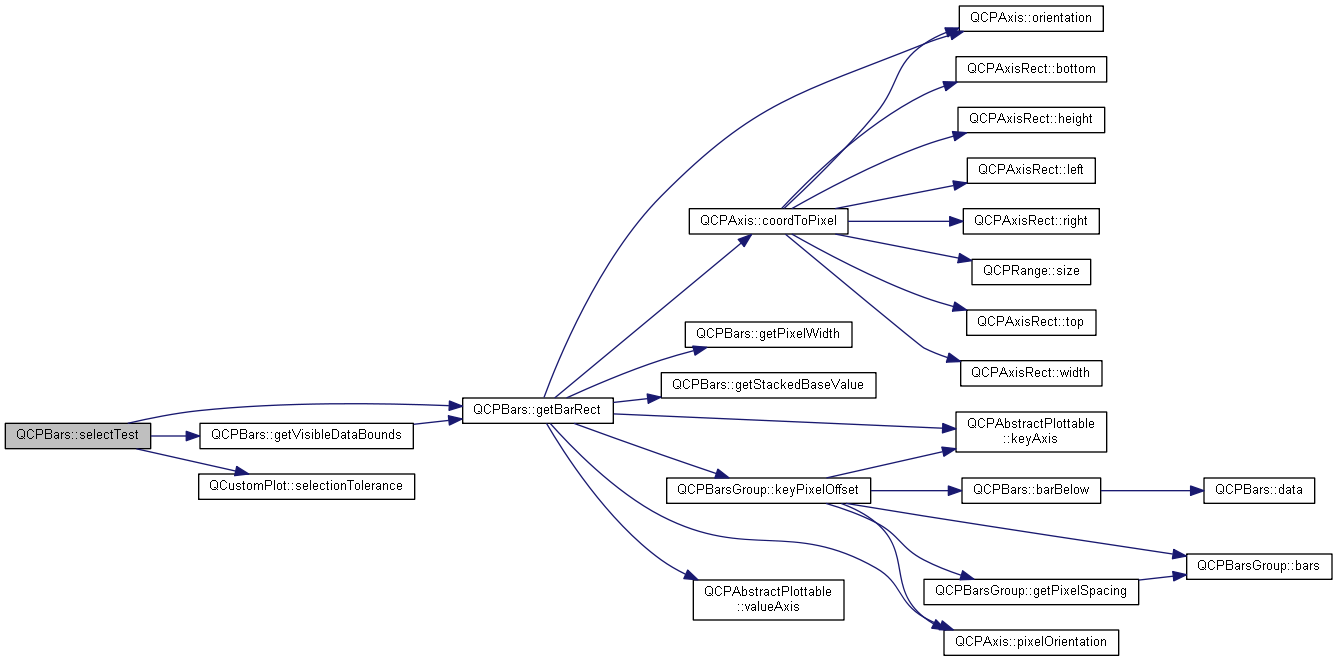 QCPAxis::orientation
QCPAxisRect::bottom
QCPAxisRect::height
QCPAxisRect::left
QCPAxis::coordToPixel
QCPAxisRect::right
QCPRange::size
QCPAxisRect::top
QCPBars::getPixelWidth
QCPAxisRect::width
QCPBars::getStackedBaseValue
QCPBars::getBarRect
QCPAbstractPlottable
::keyAxis
QCPBars::selectTest
QCPBars::getVisibleDataBounds
QCustomPlot::selectionTolerance
QCPBarsGroup::keyPixelOffset
QCPBars::barBelow
QCPBars::data
QCPBarsGroup::bars
QCPBarsGroup::getPixelSpacing
QCPAbstractPlottable
::valueAxis
QCPAxis::pixelOrientation